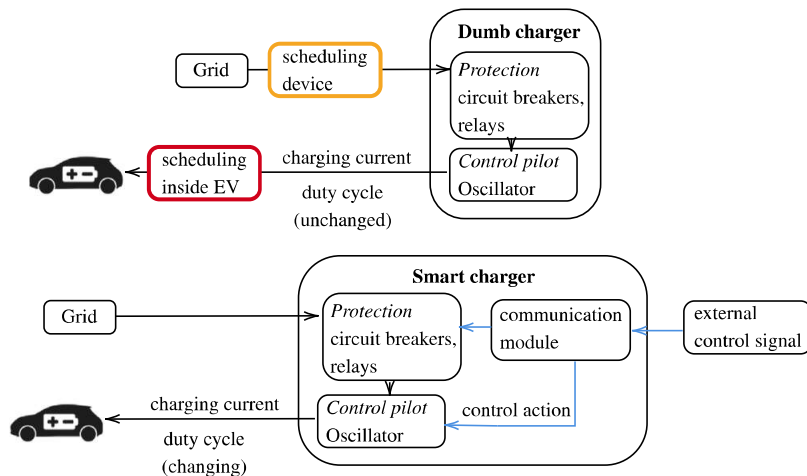 Dumb charger
Grid
scheduling
device
Protection
circuit breakers,
relays
scheduling
inside EV
charging current
duty cycle
(unchanged)
Control pilot
Oscillator
Smart charger
Grid
Protection
circuit breakers,
relays
communication
module
external
control signal
charging current
duty cycle
(changing)
Control pilot
Oscillator
control action